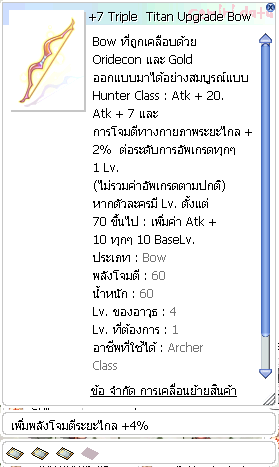 +7 Triple Titan Upgrade Bow
Bow ที่ถูกเคลือบด้วย
Oridecon และ Gold
ออกแบบมาได้อย่างสมบูรณ์แบบ
Hunter Class : Atk + 20.
Atk + 7 และ
การโจมตีทางกายภาพระยะไกล +
2% ต่อระดับการอัพเกรดทุกๆ
1 Lv.
(ไม่รวมค่าอัพเกรดตามปกติ)
หากตัวละครมี Lv. ตั้งแต่
70 ขึ้นไป : เพิ่มค่า Atk +
10 ทุกๆ 10 BaseLv.
ประเภท : Bow
พลังโจมตี : 60
น้ำหนัก : 60
Lv. ของอาวุธ : 4
Lv. ที่ต้องการ : 1
อาชีพที่ใช้ได้ : Archer
Class
ข้อ จำกัด การเคลื่อนย้ายสินค้า
เพิ่มพลังโจมตีระยะไกล +4%